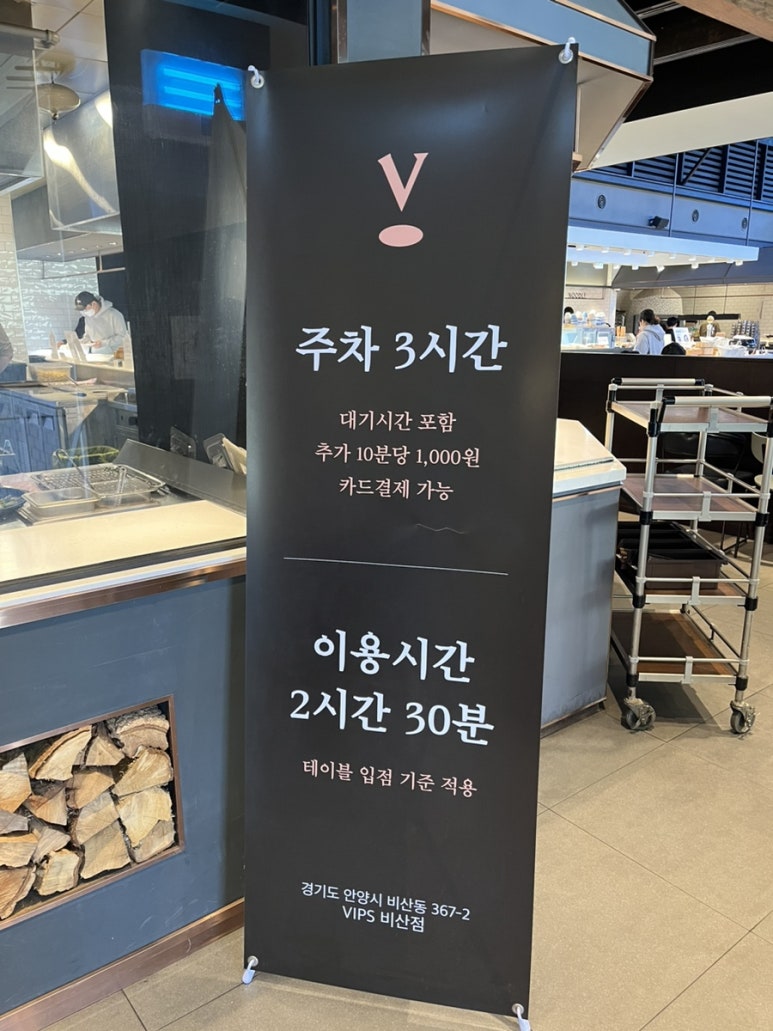 V
주차 3시간
대기시간 포함
추가 10분당 1,000원
카드결제 가능
이용시간
2시간 30분
테이블 입점 기준 적용
경기도 안양시 비산동 367-2
VIPS 비산점
NOODLE